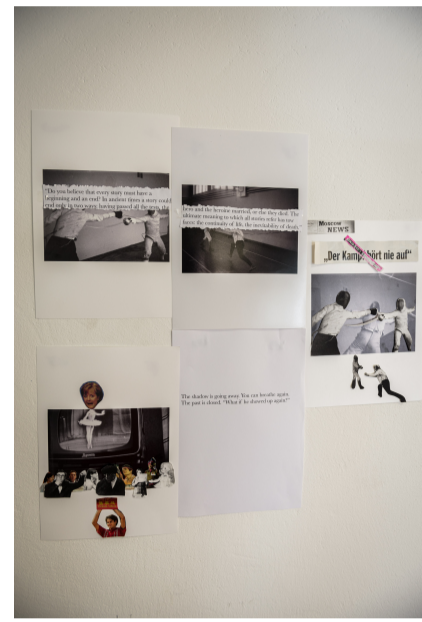 "Do you believe that every story must have a
beginning and an end? In ancient times a story could
end only in two ways: having passed all the tests, the
hero and the heroine married, or else they died. The
ultimate meaning to which all stories refer has two
faces: the continuity of life, the inevitability of death."
MOSCOW
NEWS
„Der Kampf hört nie auf“
The shadow is going away. You can breathe again.
The past is closed. "What if he showed up again?"